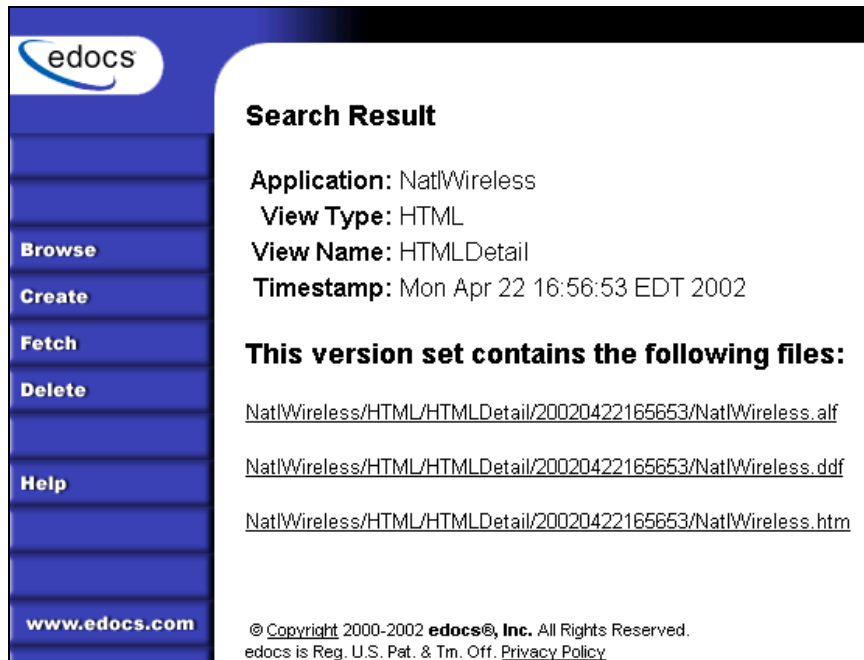 edocs
Browse
Create
Fetch
Delete
Help
www.edocs.com
Search Result
Application: NatlWireless
View Type: HTML
View Name: HTMLDetail
Timestamp: Mon Apr 22 16:56:53 EDT 2002
This version set contains the following files:
NatlWireless/HTML/HTMLDetail/20020422165653/NatlWireless.alf
NatlWireless/HTML/HTMLDetail/20020422165653/NatlWireless.ddf
NatlWireless/HTML/HTMLDetail/20020422165653/NatlWireless.htm
© Copyright 2000-2002 edocs®, Inc. All Rights Reserved.
edocs is Reg. U.S. Pat. & Tm. Off. Privacy Policy